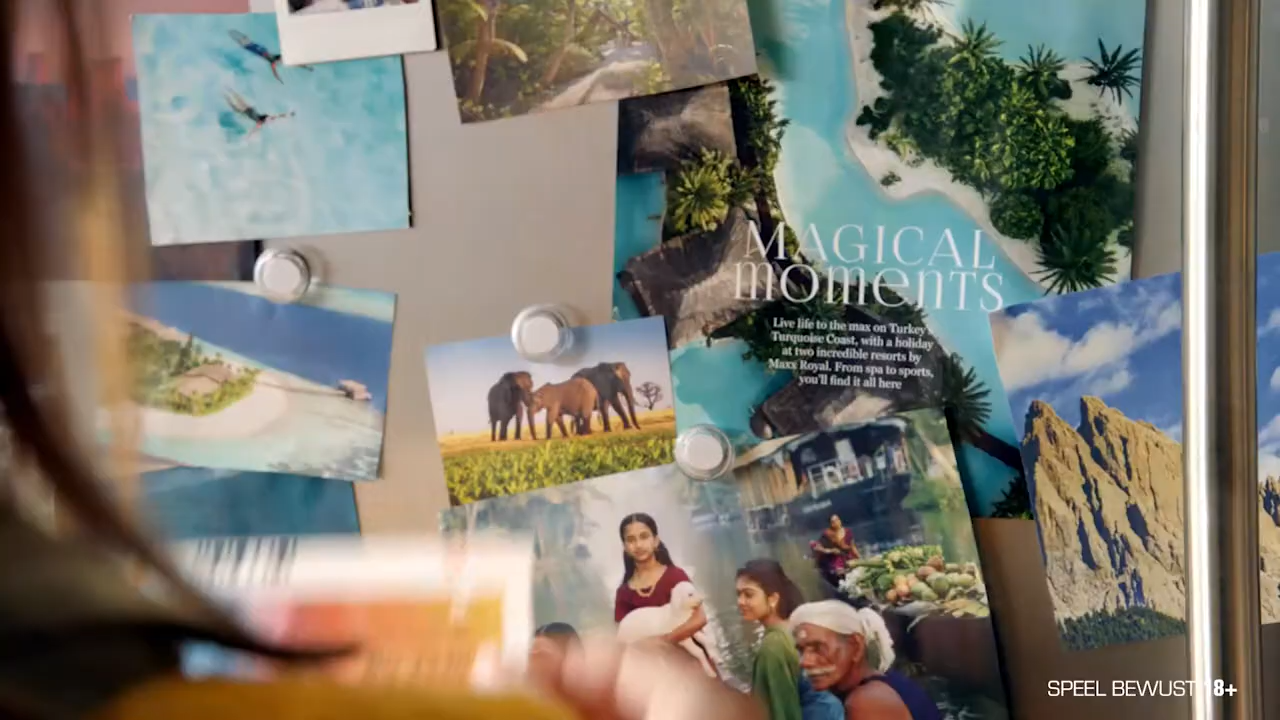 MAGICAL
moments
Live life to the max on Turkey's
Turquoise Coast, with a holiday
at two incredible resorts by
Maxx Royal. From spa to sports,
you'll find it all here
SPEEL BEWUST 18+